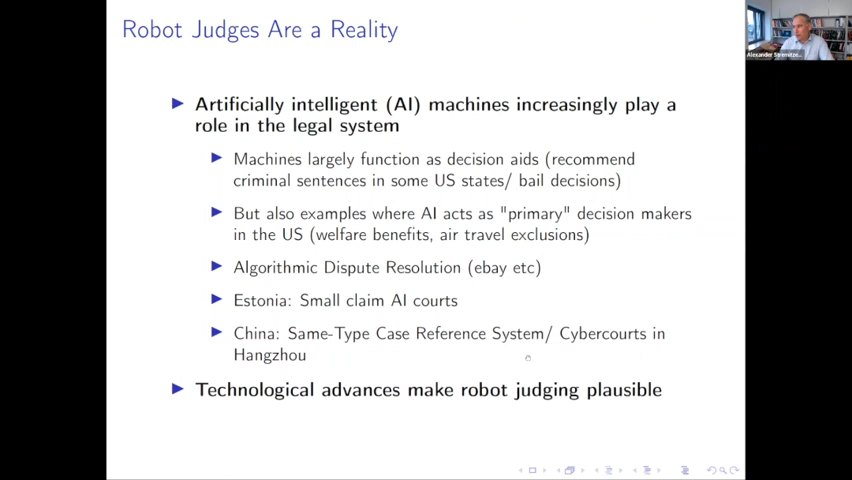 Robot Judges Are a Reality
Artificially intelligent (AI) machines increasingly play a
role in the legal system
Machines largely function as decision aids (recommend
criminal sentences in some US states/ bail decisions)
But also examples where AI acts as "primary" decision makers
in the US (welfare benefits, air travel exclusions)
Algorithmic Dispute Resolution (ebay etc)
Estonia: Small claim AI courts
China: Same-Type Case Reference System/ Cybercourts in
Hangzhou
Technological advances make robot judging plausible
Alexander